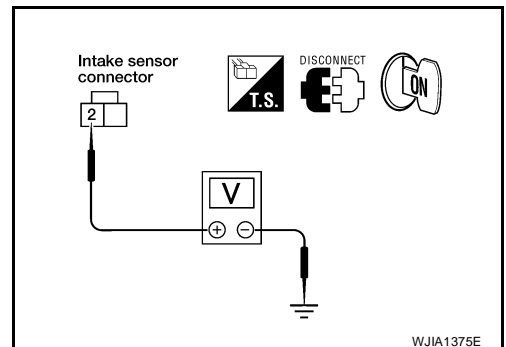 Intake sensor
connector
2
T.S.
DISCONNECT
ON
V
+ −
WJIA1375E